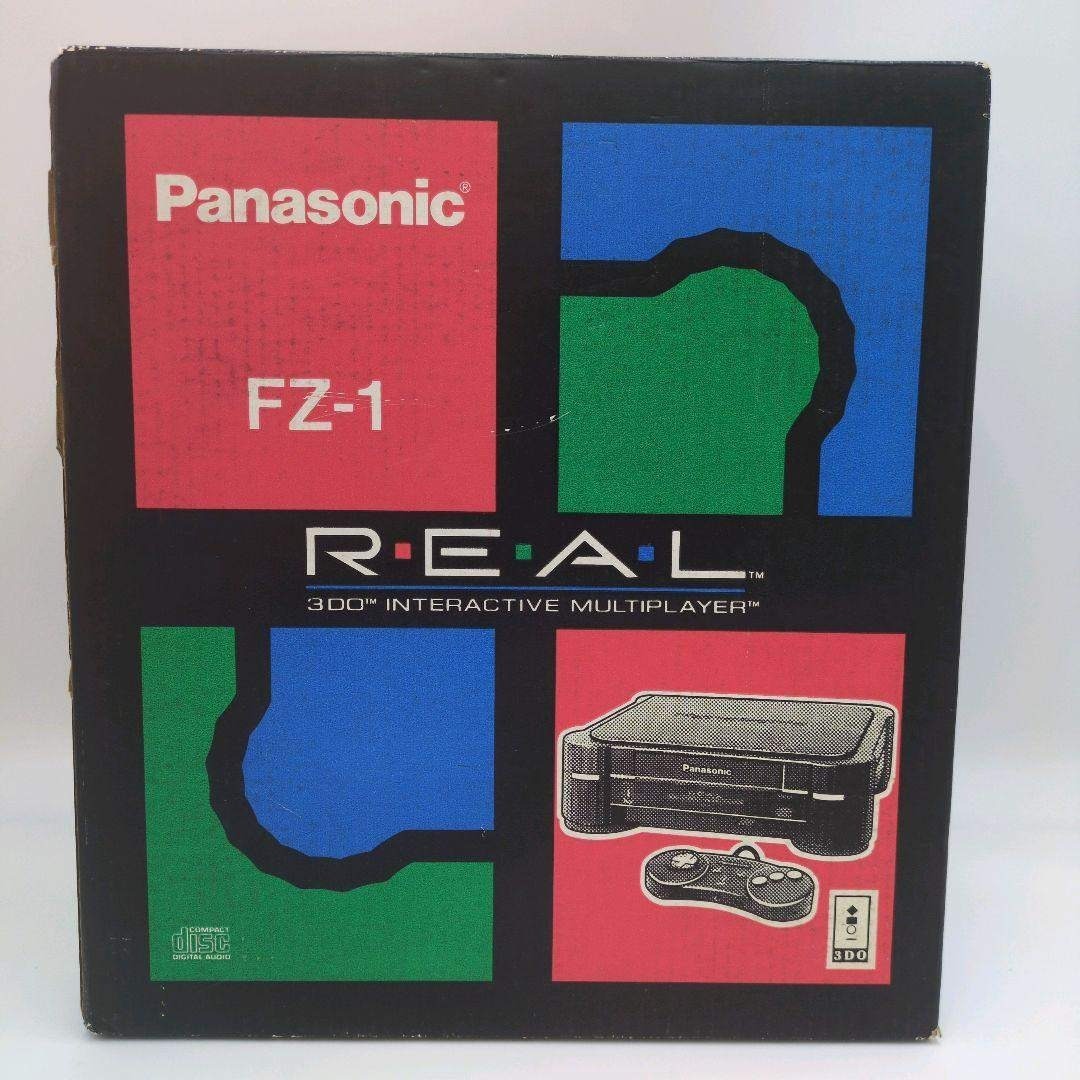 Panasonic®
FZ-1
R·E·A·L™
3DO™ INTERACTIVE MULTIPLAYER™
Panasonic
3DO
COMPACT
disc
DIGITAL AUDIO